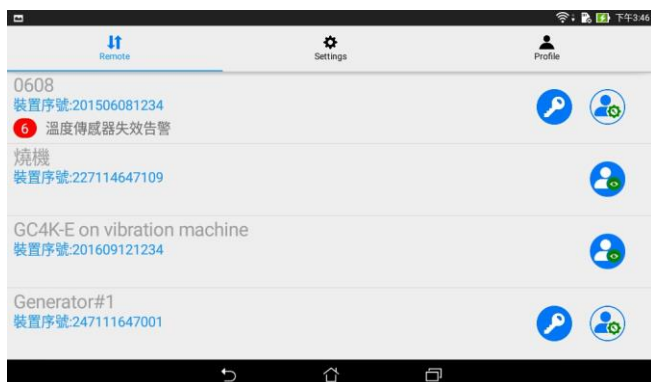 下午3:46
Remote
Settings
Profile
0608
裝置序號:201506081234
6 溫度傳感器失效告警
燒機
裝置序號:227114647109
GC4K-E on vibration machine
裝置序號:201609121234
Generator#1
裝置序號:247111647001